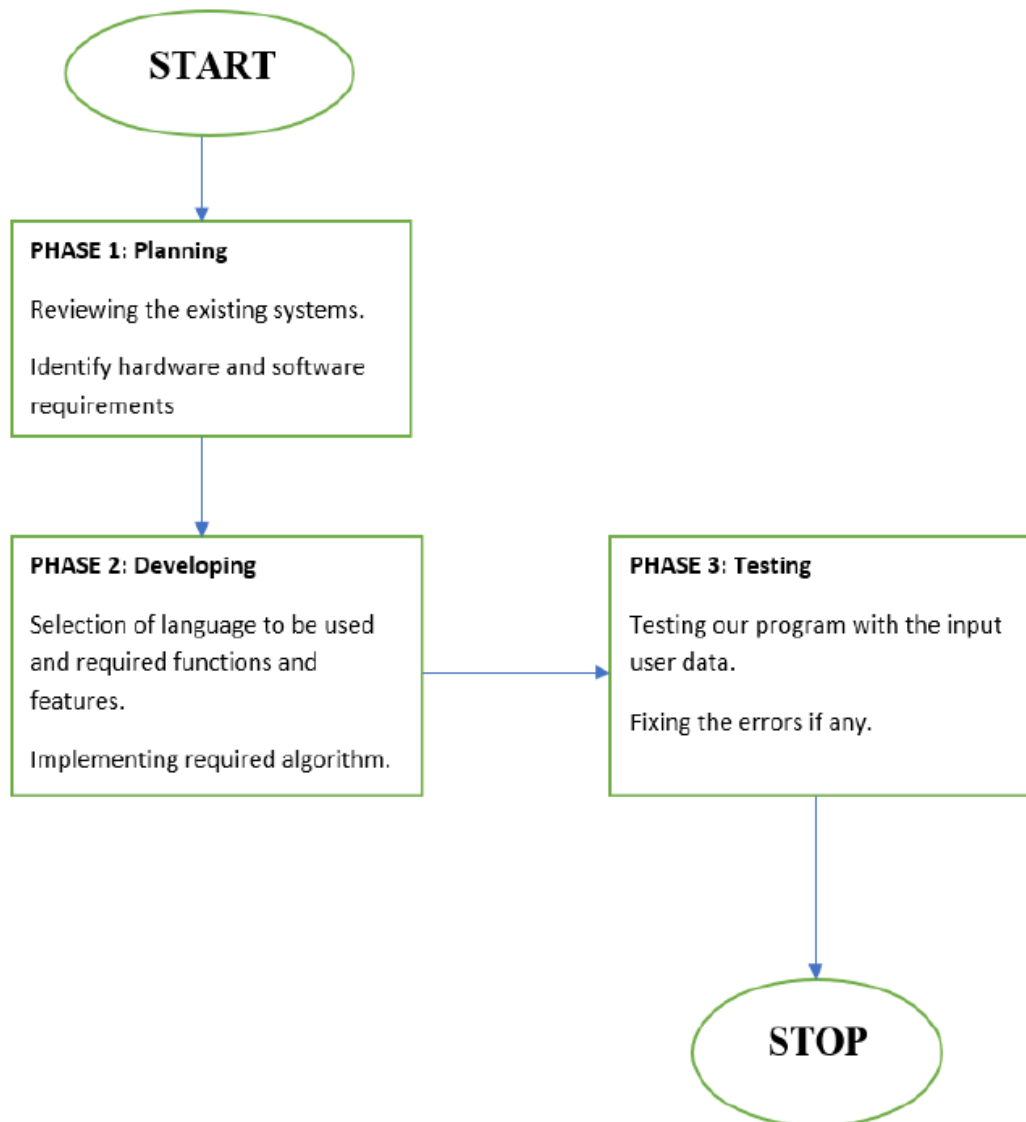 START
PHASE 1: Planning
Reviewing the existing systems.
Identify hardware and software
requirements
PHASE 2: Developing
Selection of language to be used
and required functions and
features.
Implementing required algorithm.
PHASE 3: Testing
Testing our program with the input
user data.
Fixing the errors if any.
STOP